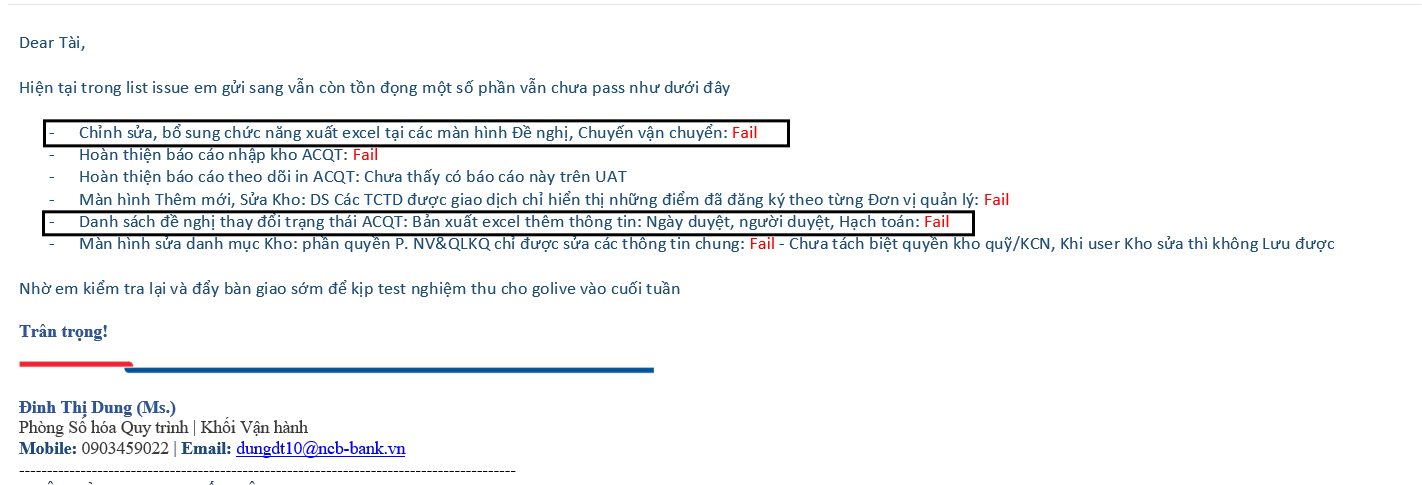 Dear Tài,
Hiện tại trong list issue em gửi sang vẫn còn tồn đọng một số phần vẫn chưa pass như dưới đây
- Chỉnh sửa, bổ sung chức năng xuất excel tại các màn hình Đề nghị, Chuyến vận chuyển: Fail
- Hoàn thiện báo cáo nhập kho ACQT: Fail
- Hoàn thiện báo cáo theo dõi in ACQT: Chưa thấy có báo cáo này trên UAT
- Màn hình Thêm mới, Sửa Kho: DS Các TCTD được giao dịch chỉ hiển thị những điểm đã đăng ký theo từng Đơn vị quản lý: Fail
- Danh sách đề nghị thay đổi trạng thái ACQT: Bản xuất excel thêm thông tin: Ngày duyệt, người duyệt, Hạch toán: Fail
- Màn hình sửa danh mục Kho: phần quyền P. NV&QLKQ chỉ được sửa các thông tin chung: Fail - Chưa tách biệt quyền kho quỹ/KCN, Khi user Kho sửa thì không Lưu được
Nhờ em kiểm tra lại và đẩy bàn giao sớm để kịp test nghiệm thu cho golive vào cuối tuần
Trân trọng!
Đinh Thị Dung (Ms.)
Phòng Số hóa Quy trình | Khối Vận hành
Mobile: 0903459022 | Email: dungdt10@ncb-bank.vn